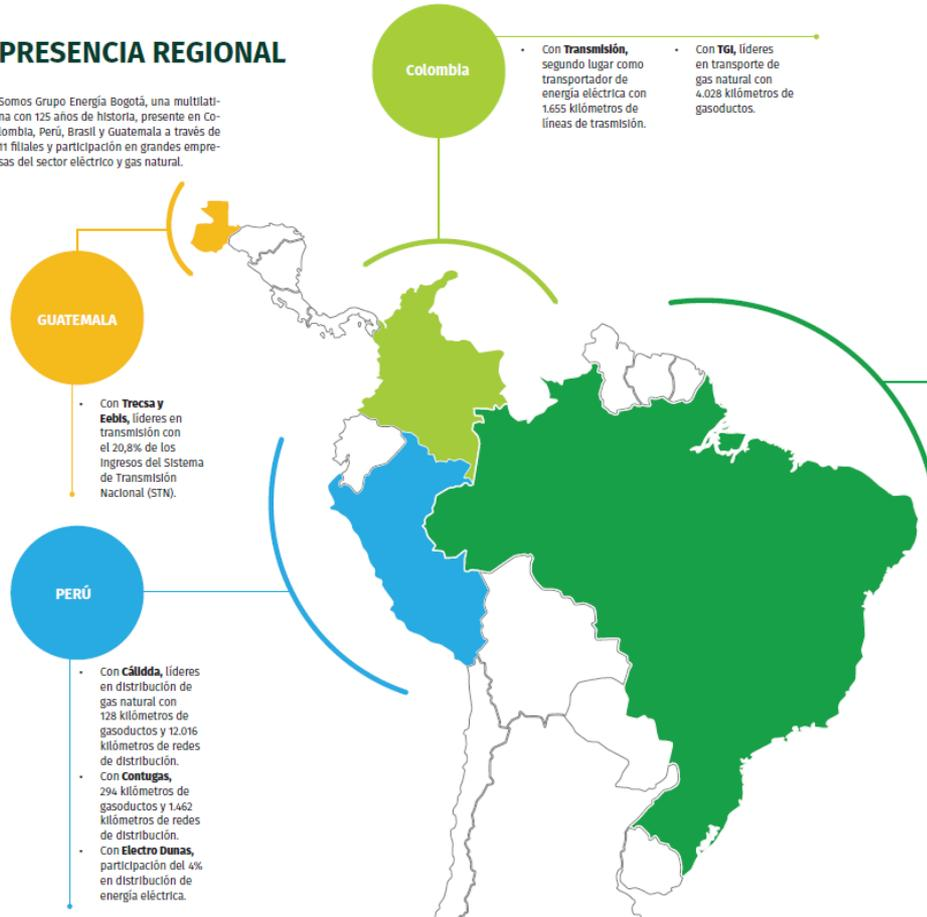 PRESENCIA REGIONAL
Somos Grupo Energía Bogotá, una multilati-
na con 125 años de historia, presente en Co-
lombia, Perú, Brasil y Guatemala a través de
11 filiales y participación en grandes empre-
sas del sector eléctrico y gas natural.
Colombia
• Con Transmisión,
segundo lugar como
transportador de
energía eléctrica con
1.655 kilómetros de
líneas de trasmisión.
• Con TGI, líderes
en transporte de
gas natural con
4.028 kilómetros de
gasoductos.
GUATEMALA
• Con Trecsa y
Eebis, líderes en
transmisión con
el 20,8% de los
ingresos del Sistema
de Transmisión
Nacional (STN).
PERÚ
• Con Cálidda, líderes
en distribución de
gas natural con
128 kilómetros de
gasoductos y 12.016
kilómetros de redes
de distribución.
• Con Contugas,
294 kilómetros de
gasoductos y 1.462
kilómetros de redes
de distribución.
• Con Electro Dunas,
participación del 4%
en distribución de
energía eléctrica.